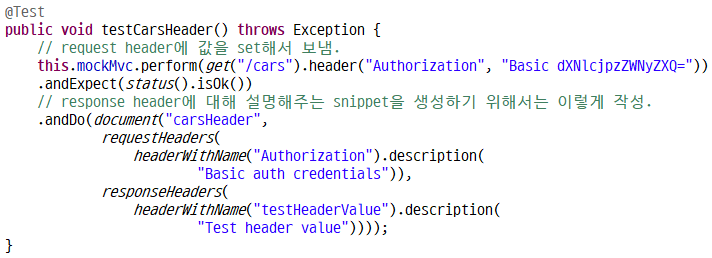 @Test
public void testCarsHeader() throws Exception {
    // request header에 값을 set해서 보냄.
    this.mockMvc.perform(get("/cars").header("Authorization", "Basic dXNlcjpzZWNyZXQ="))
    .andExpect(status().isOk())
    // response header에 대해 설명해주는 snippet을 생성하기 위해서는 이렇게 작성.
    .andDo(document("carsHeader",
            requestHeaders(
                headerWithName("Authorization").description(
                        "Basic auth credentials")),
            responseHeaders(
                headerWithName("testHeaderValue").description(
                        "Test header value"))));
}